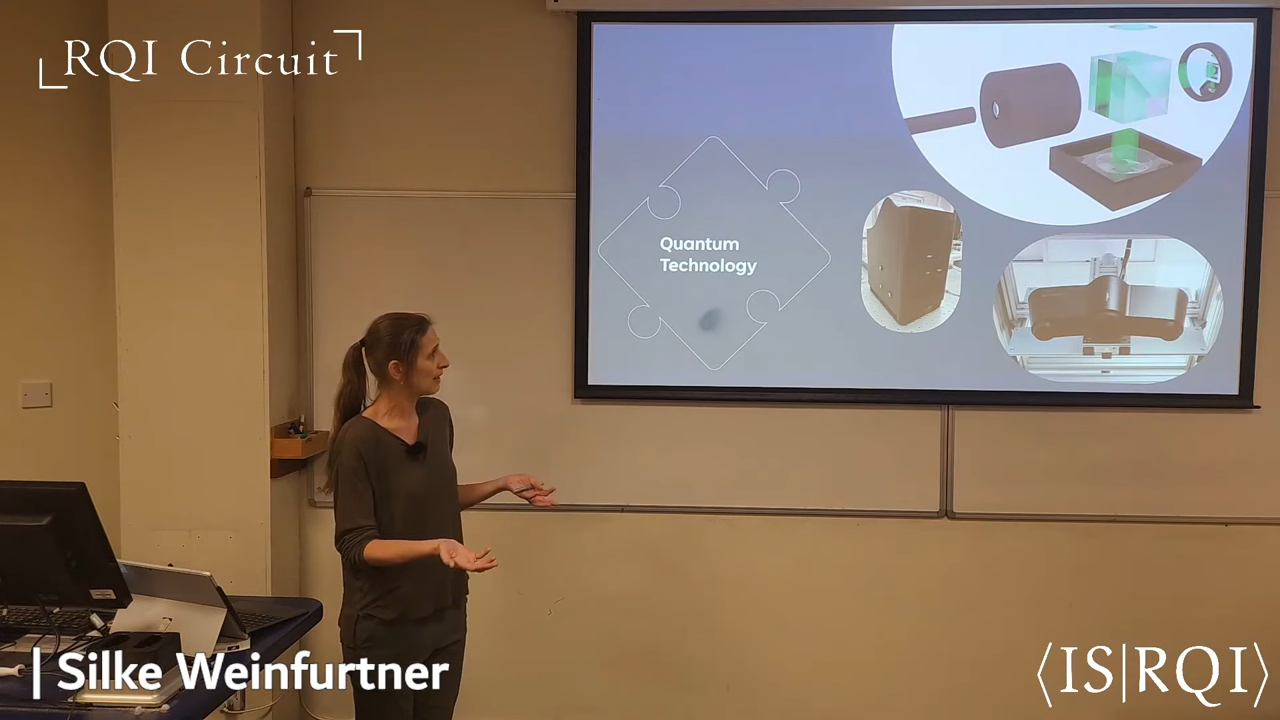 RQI Circuit
Quantum
Technology
Silke Weinfurtner
⟨IS|RQI⟩